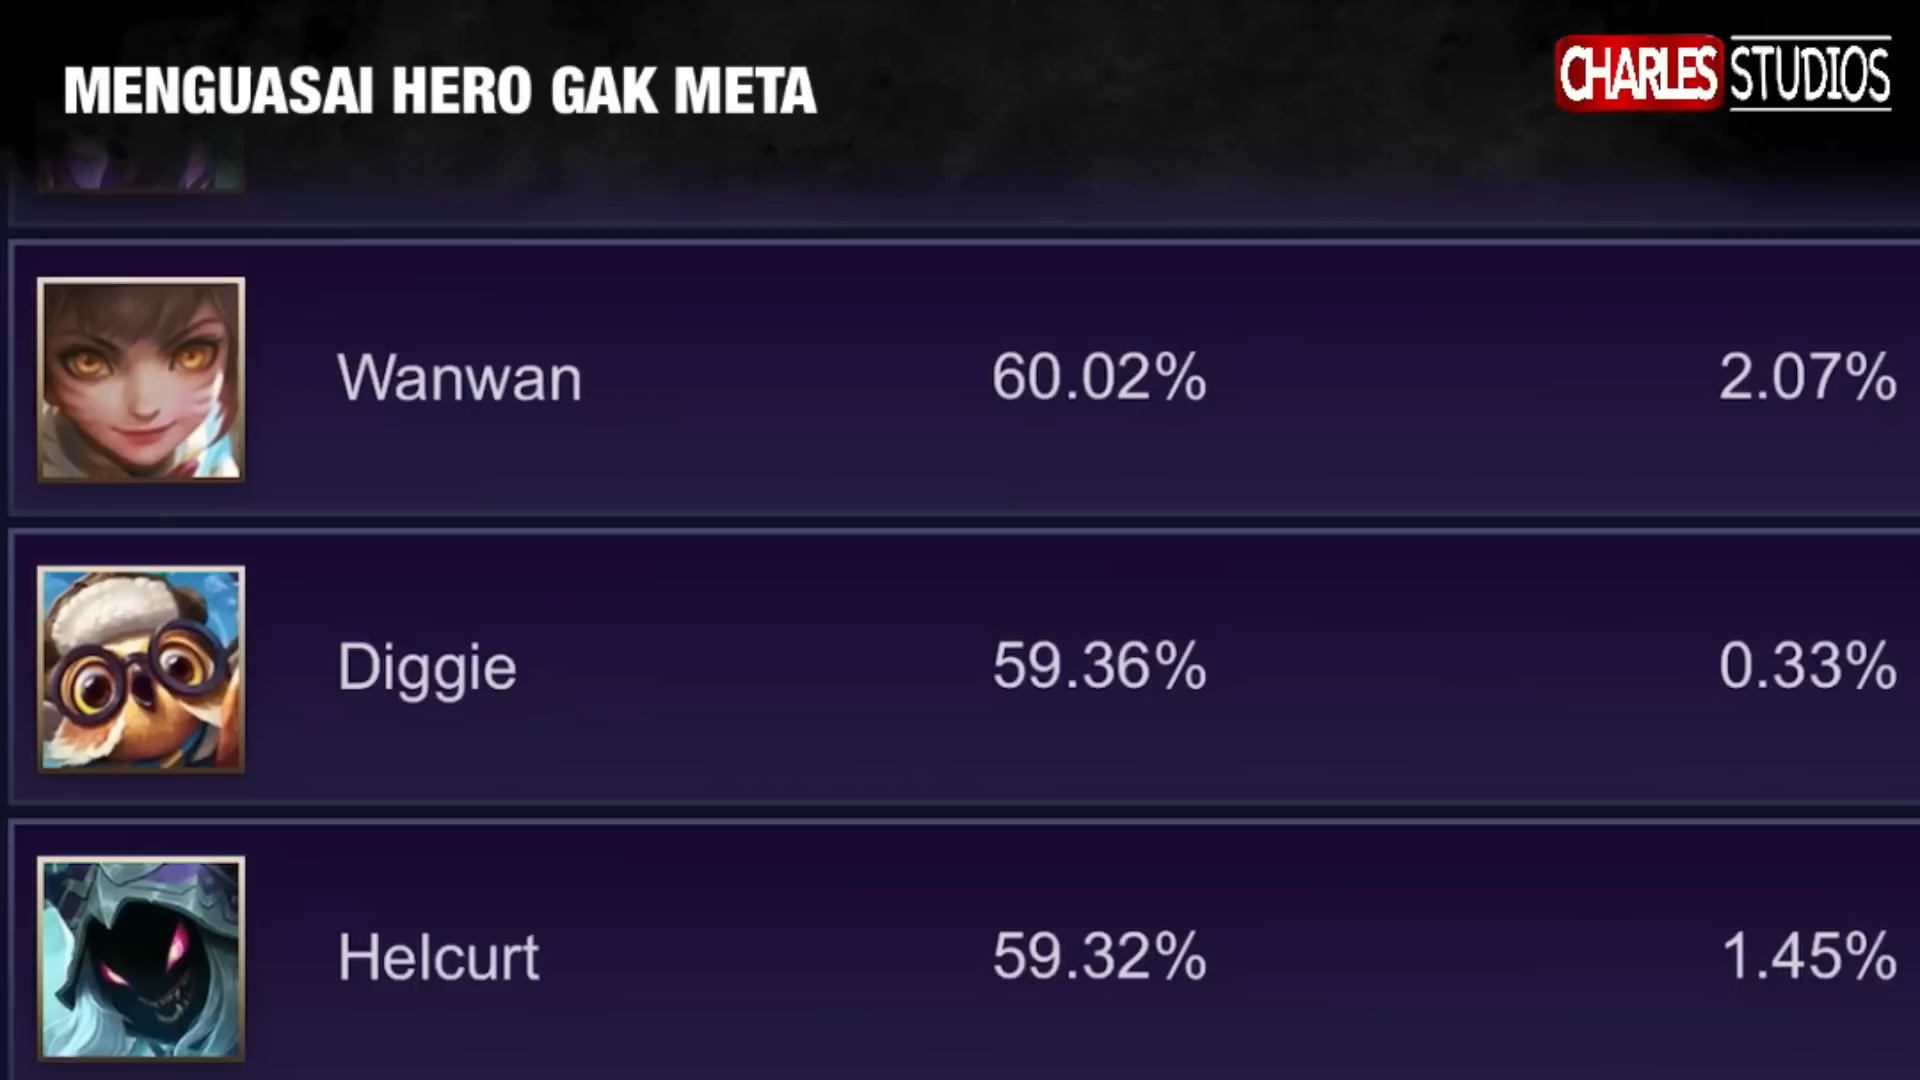 MENGUASAI HERO GAK META
CHARLES STUDIOS
Wanwan 60.02% 2.07%
Diggie 59.36% 0.33%
Helcurt 59.32% 1.45%